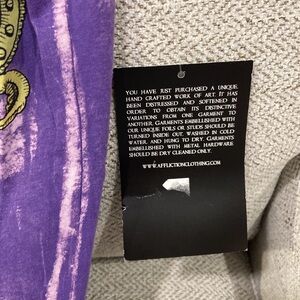 YOU HAVE JUST PURCHASED A UNIQUE
HAND CRAFTED WORK OF ART. IT HAS
BEEN DISTRESSED AND SOFTENED IN
ORDER TO OBTAIN ITS DISTINCTIVE
VARIATIONS FROM ONE GARMENT TO
ANOTHER. GARMENTS EMBELLISHED WITH
OUR UNIQUE FOILS OR STUDS SHOULD BE
TURNED INSIDE OUT, WASHED IN COLD
WATER, AND HUNG TO DRY. GARMENTS
EMBELLISHED WITH METAL HARDWARE
SHOULD BE DRY CLEANED ONLY.
WWW.AFFLICTIONCLOTHING.COM